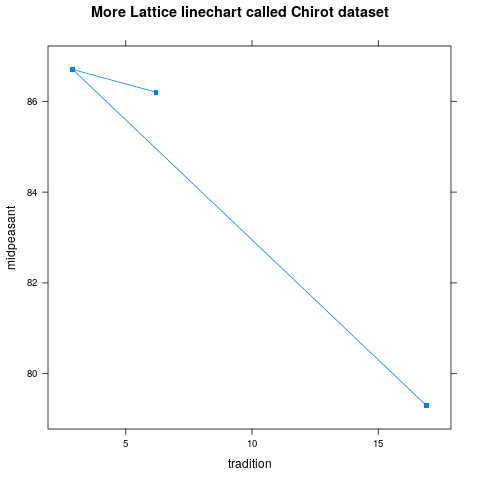 More Lattice linechart called Chirot dataset
midpeasant
86
84
82
80
5 10 15
tradition